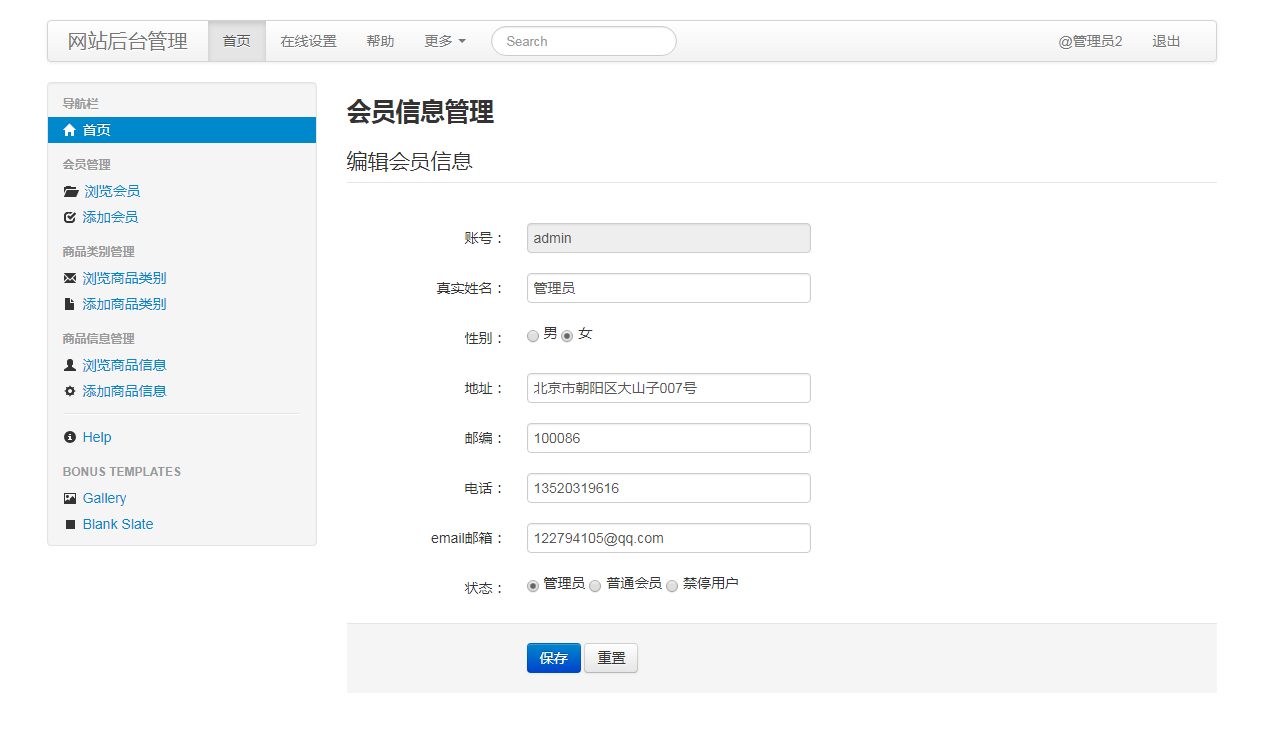 网站后台管理 首页 在线设置 帮助 更多 Search @管理员2 退出
导航栏
首页
会员管理
浏览会员
添加会员
商品类别管理
浏览商品类别
添加商品类别
商品信息管理
浏览商品信息
添加商品信息
Help
BONUS TEMPLATES
Gallery
Blank Slate
会员信息管理
编辑会员信息
账号： admin
真实姓名： 管理员
性别： 男 女
地址： 北京市朝阳区大山子007号
邮编： 100086
电话： 13520319616
email邮箱： 122794105@qq.com
状态： 管理员 普通会员 禁停用户
保存 重置